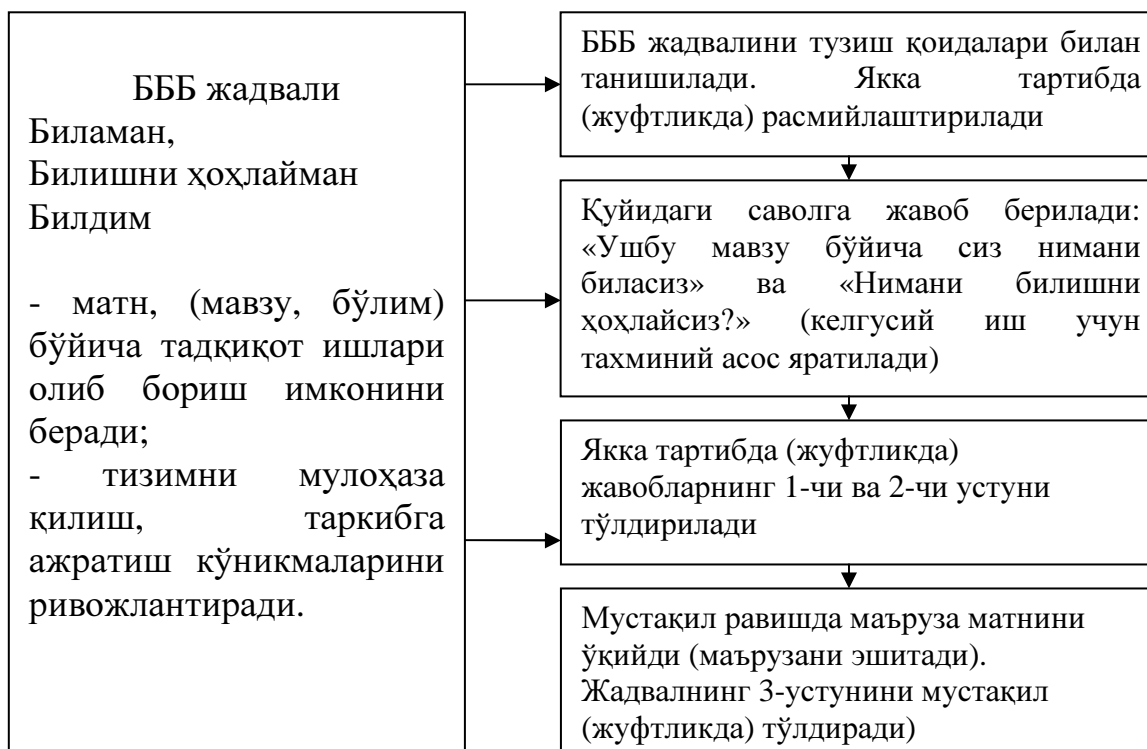 БББ жадвали
Биламан,
Билишни ҳоҳлайман
Билдим
- матн, (мавзу, бўлим)
бўйича тадқиқот ишлари
олиб бориш имконини
беради;
- тизимни мулоҳаза
қилиш, таркибга
ажратиш кўникмаларини
ривожлантиради.
БББ жадвалини тузиш қоидалари билан
танишилади. Якка тартибда
(жуфтликда) расмийлаштирилади
Қуйидаги саволга жавоб берилади:
«Ушбу мавзу бўйича сиз нимани
биласиз» ва «Нимани билишни
ҳоҳлайсиз?» (келгусий иш учун
тахминий асос яратилади)
Якка тартибда (жуфтликда)
жавобларнинг 1-чи ва 2-чи устуни
тўлдирилади
Мустақил равишда маъруза матнини
ўқийди (маърузани эшитади).
Жадвалнинг 3-устунини мустақил
(жуфтликда) тўлдиради)